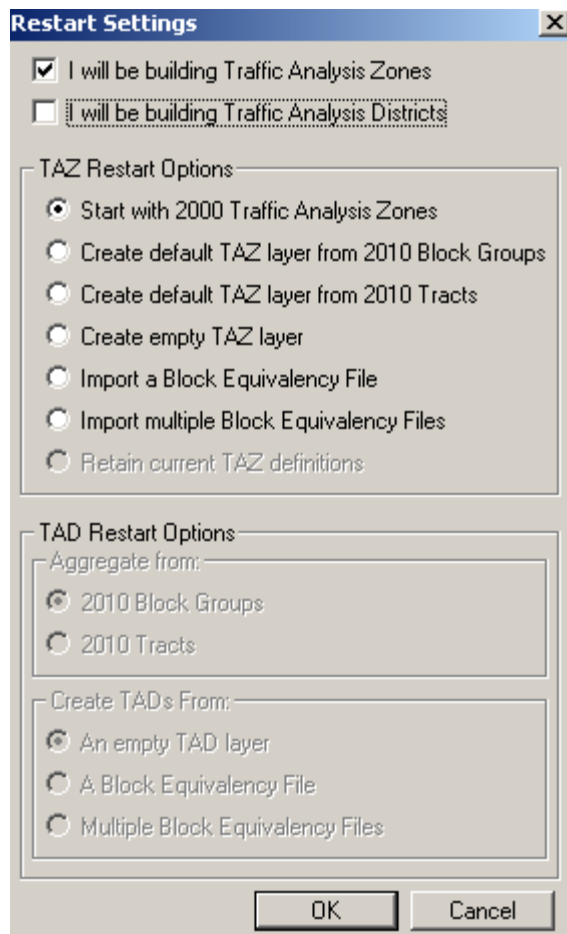 Restart Settings
I will be building Traffic Analysis Zones
I will be building Traffic Analysis Districts
TAZ Restart Options
Start with 2000 Traffic Analysis Zones
Create default TAZ layer from 2010 Block Groups
Create default TAZ layer from 2010 Tracts
Create empty TAZ layer
Import a Block Equivalency File
Import multiple Block Equivalency Files
Retain current TAZ definitions
TAD Restart Options
Aggregate from:
2010 Block Groups
2010 Tracts
Create TADs From:
An empty TAD layer
A Block Equivalency File
Multiple Block Equivalency Files
OK Cancel